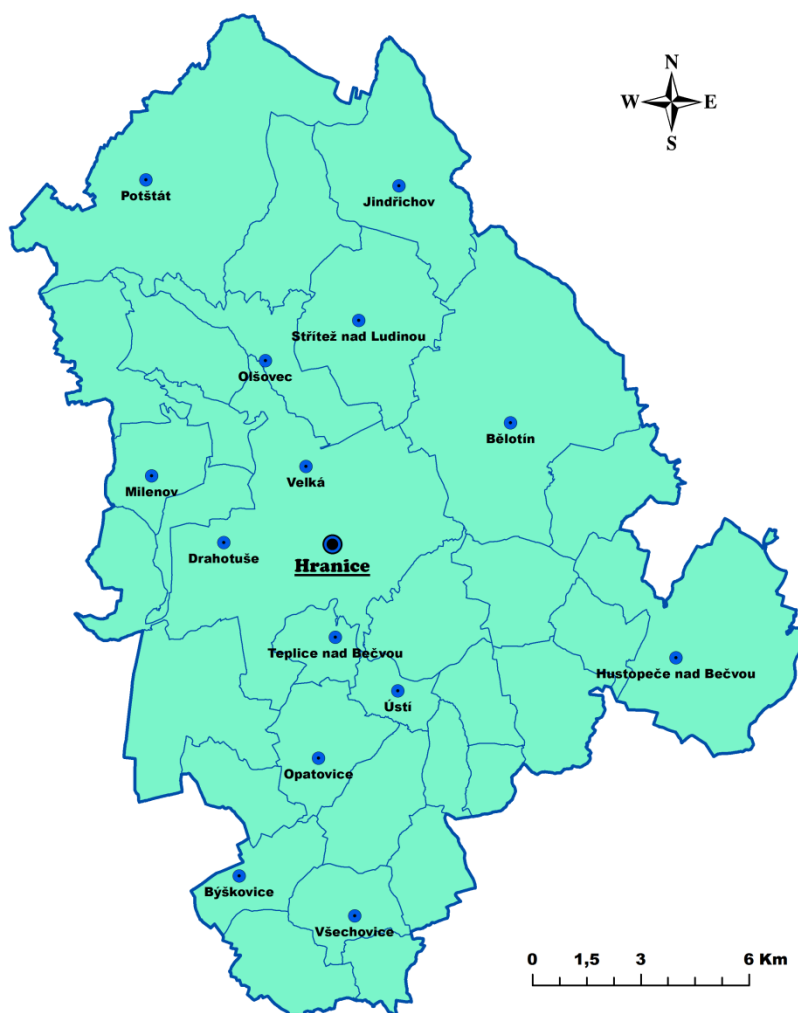 N
W E
S
Potštát
Jindřichov
Střítež nad Ludinou
Olšovec
Bělotín
Velká
Milenov
Drahotuše
Hranice
Teplice nad Bečvou
Hustopeče nad Bečvou
Ústí
Opatovice
Býškovice
Všechovice
0 1,5 3 6 Km